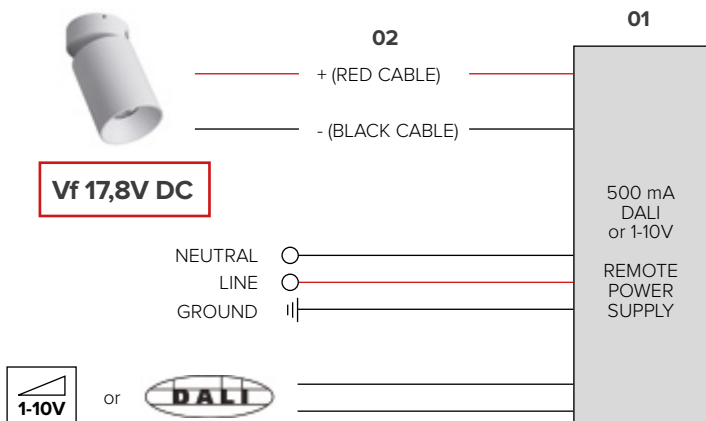 01
02
+ (RED CABLE)
- (BLACK CABLE)
Vf 17,8V DC
500 mA
DALI
or 1-10V
REMOTE
POWER
SUPPLY
NEUTRAL
LINE
GROUND
1-10V
or
DALI